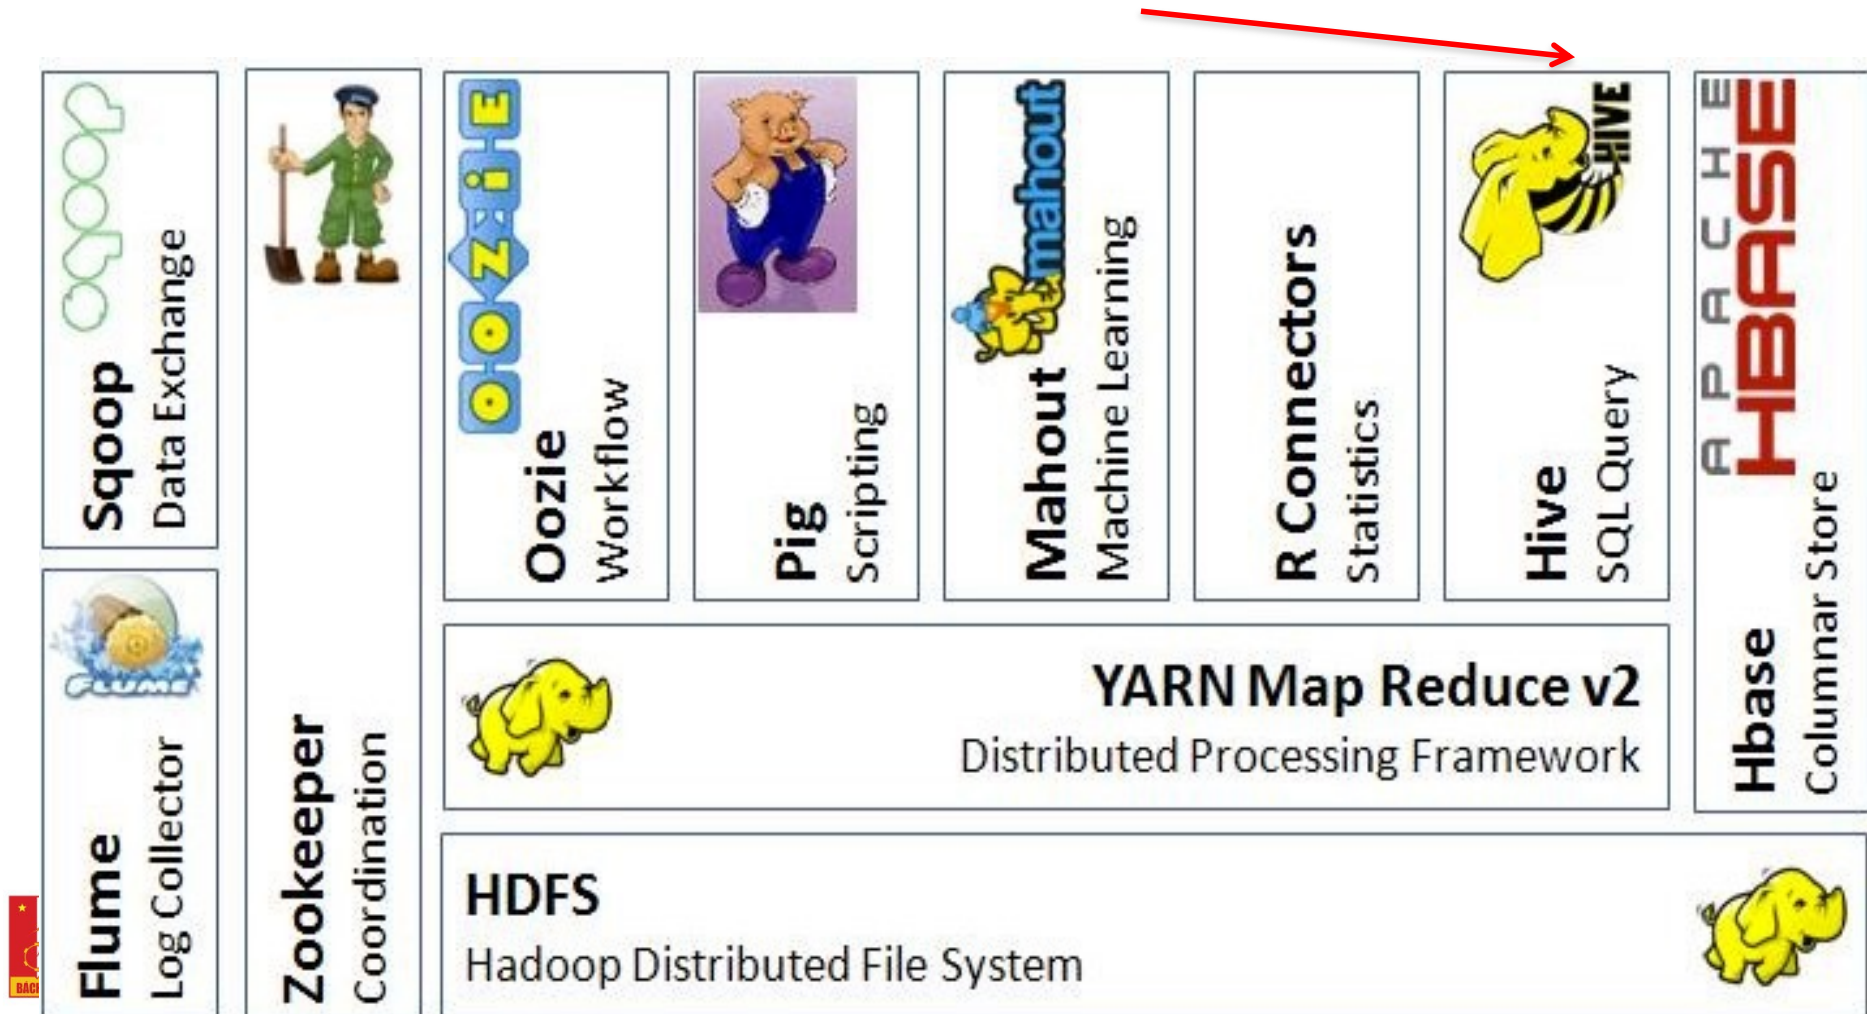 sqoop
Sqoop
Data Exchange
FLUME
Flume
Log Collector
Zookeeper
Coordination
OOZIE
Oozie
Workflow
Pig
Scripting
mahout
Mahout
Machine Learning
R Connectors
Statistics
HIVE
Hive
SQL Query
APACHE
HBASE
Hbase
Columnar Store
YARN Map Reduce v2
Distributed Processing Framework
HDFS
Hadoop Distributed File System